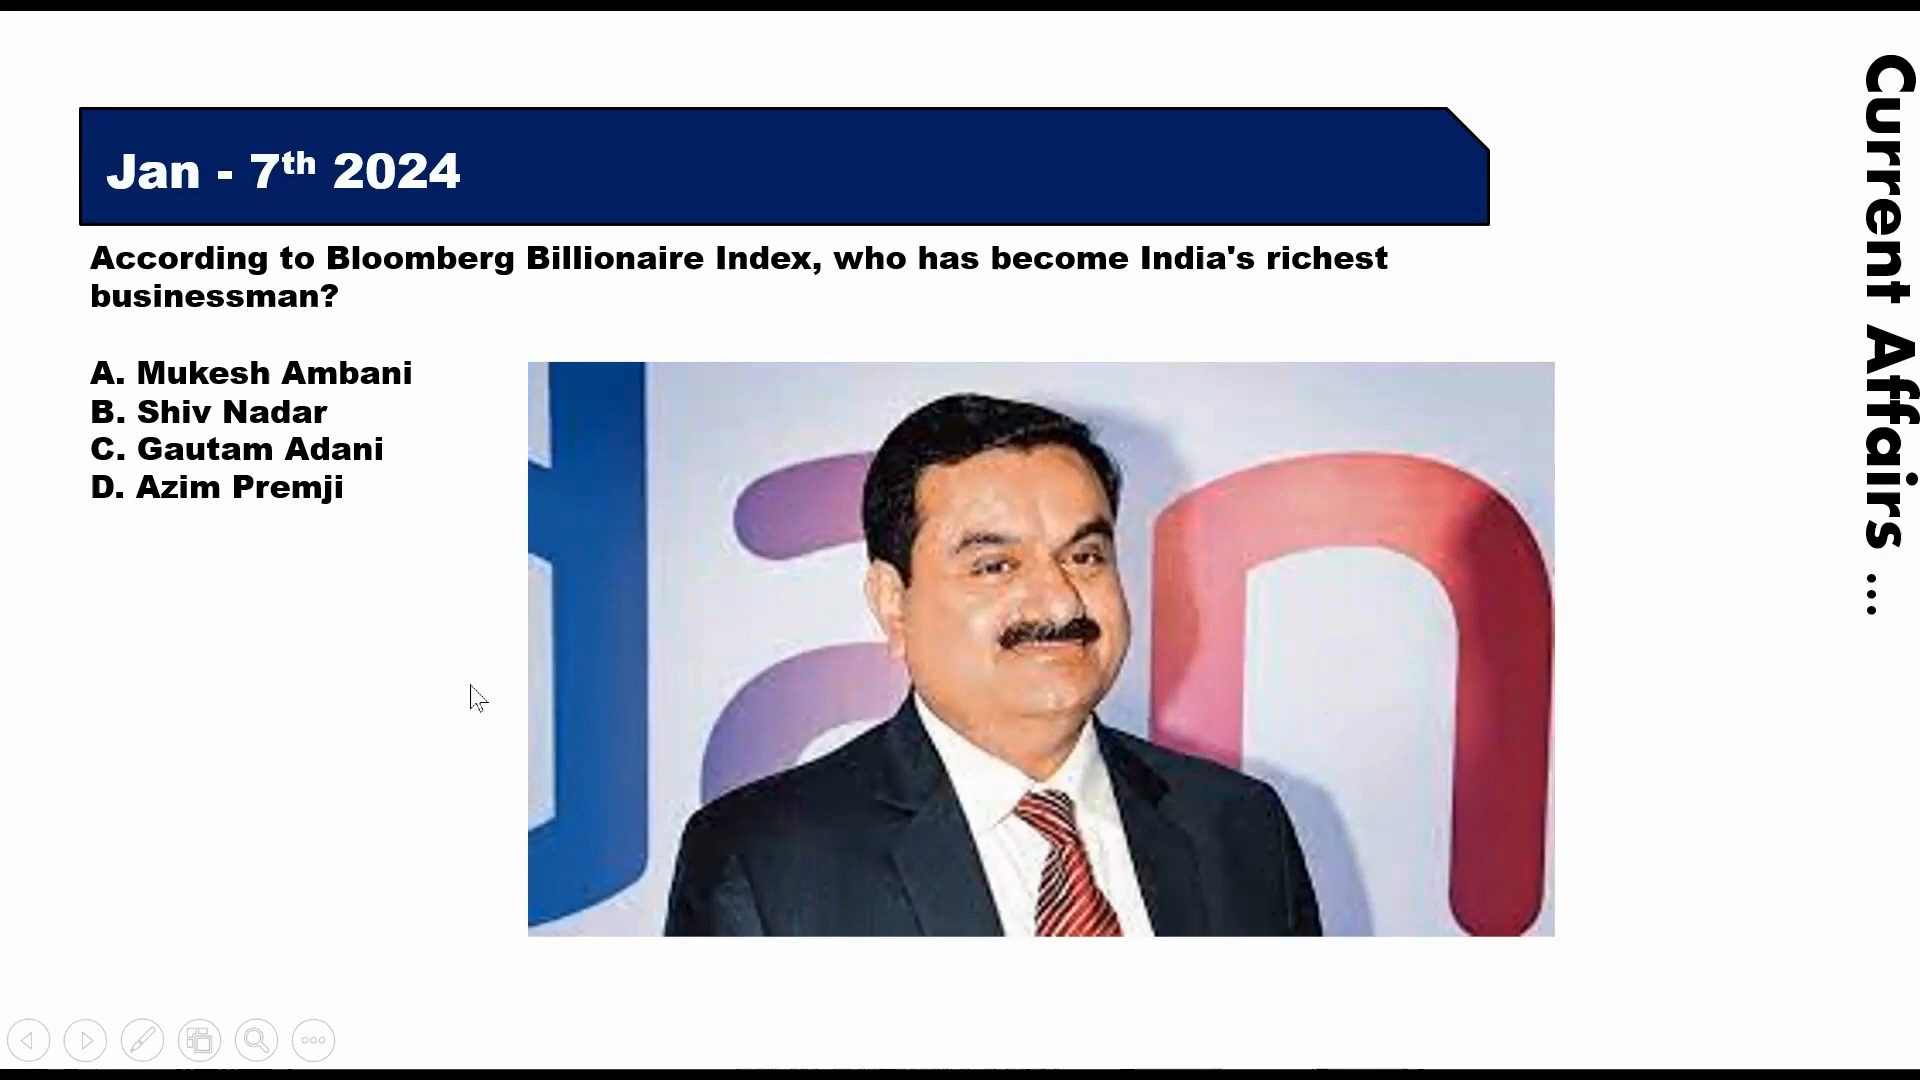 Jan - 7th 2024
According to Bloomberg Billionaire Index, who has become India's richest
businessman?
A. Mukesh Ambani
B. Shiv Nadar
C. Gautam Adani
D. Azim Premji
dan
Current Affairs ...